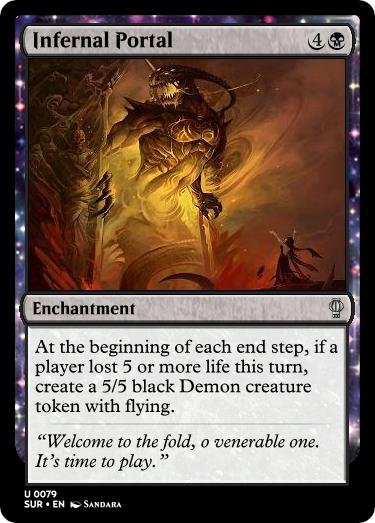 Infernal Portal 4
Enchantment
At the beginning of each end step, if a
player lost 5 or more life this turn,
create a 5/5 black Demon creature
token with flying.
“Welcome to the fold, o venerable one.
It’s time to play.”
U 0079
SUR • EN Sandara